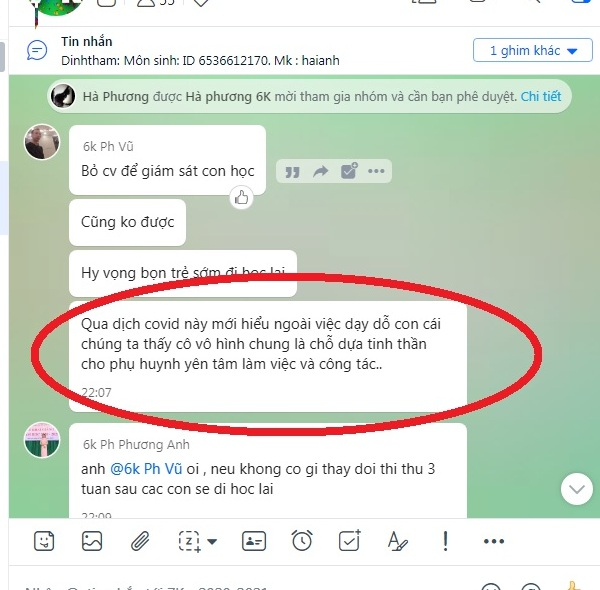 Tin nhắn
Dinhtham: Môn sinh: ID 6536612170. Mk : haianh
1 ghim khác
Hà Phương được Hà phương 6K mời tham gia nhóm và cần bạn phê duyệt. Chi tiết
6k Ph Vũ
Bỏ cv để giám sát con học
Cũng ko được
Hy vọng bọn trẻ sớm đi học lại
Qua dịch covid này mới hiểu ngoài việc dạy dỗ con cái
chúng ta thấy cô vô hình chung là chỗ dựa tinh thần
cho phụ huynh yên tâm làm việc và công tác..
22:07
6k Ph Phương Anh
anh @6k Ph Vũ oi , neu khong co gi thay doi thi thu 3
tuan sau cac con se di hoc lai
22:09